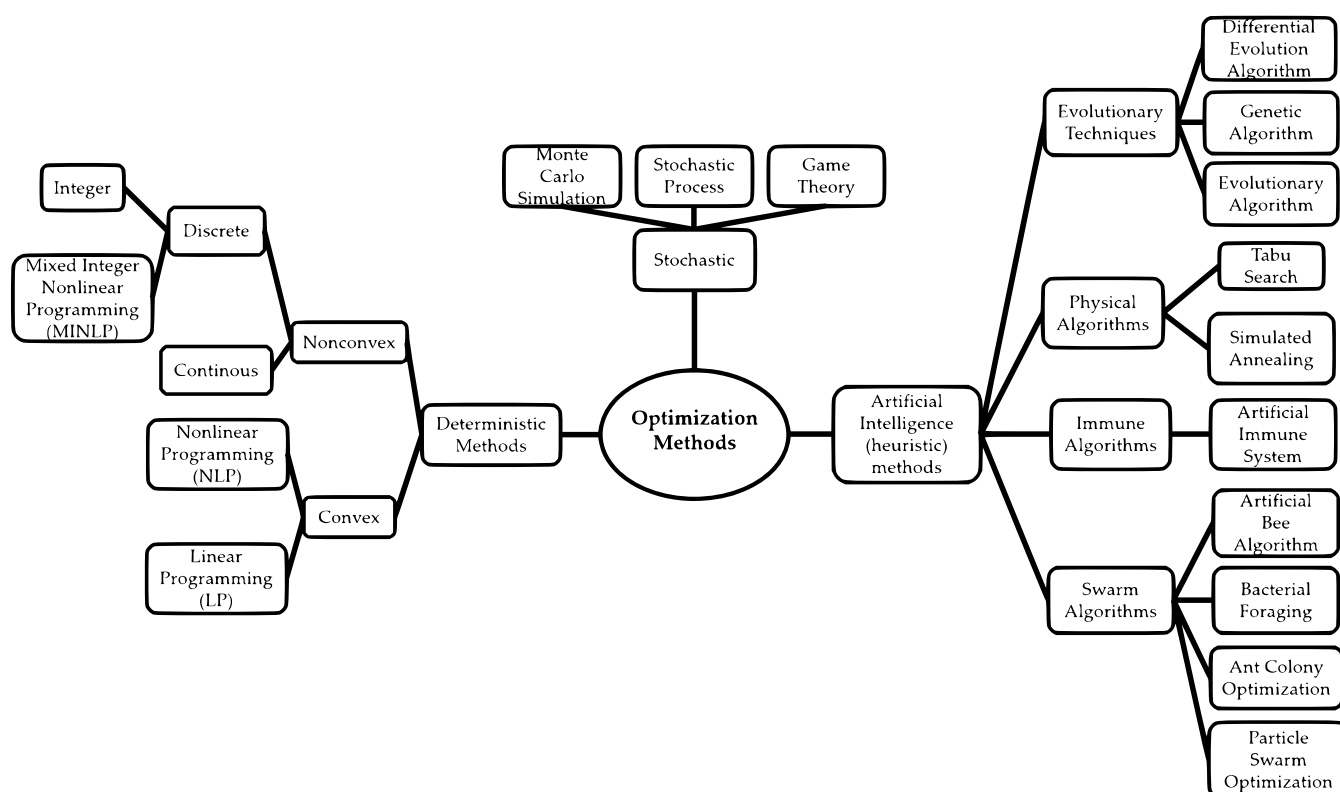 Optimization
Methods
Stochastic
Monte
Carlo
Simulation
Stochastic
Process
Game
Theory
Deterministic
Methods
Nonconvex
Discrete
Integer
Mixed Integer
Nonlinear
Programming
(MINLP)
Continous
Convex
Nonlinear
Programming
(NLP)
Linear
Programming
(LP)
Artificial
Intelligence
(heuristic)
methods
Evolutionary
Techniques
Differential
Evolution
Algorithm
Genetic
Algorithm
Evolutionary
Algorithm
Physical
Algorithms
Tabu
Search
Simulated
Annealing
Immune
Algorithms
Artificial
Immune
System
Swarm
Algorithms
Artificial
Bee
Algorithm
Bacterial
Foraging
Ant Colony
Optimization
Particle
Swarm
Optimization